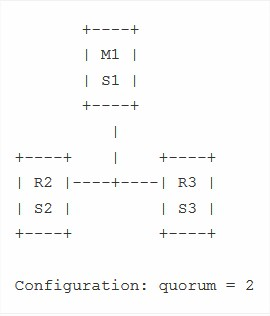 +----+
       | M1 |
       | S1 |
       +----+
          |
+----+    |    +----+
| R2 |----+----| R3 |
| S2 |         | S3 |
+----+         +----+

Configuration: quorum = 2